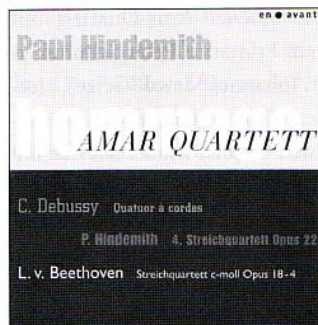 en ● avant
Paul Hindemith
hommage
AMAR QUARTETT
C. Debussy Quatuor à cordes
P. Hindemith 4. Streichquartett Opus 22
L. v. Beethoven Streichquartett c-moll Opus 18-4